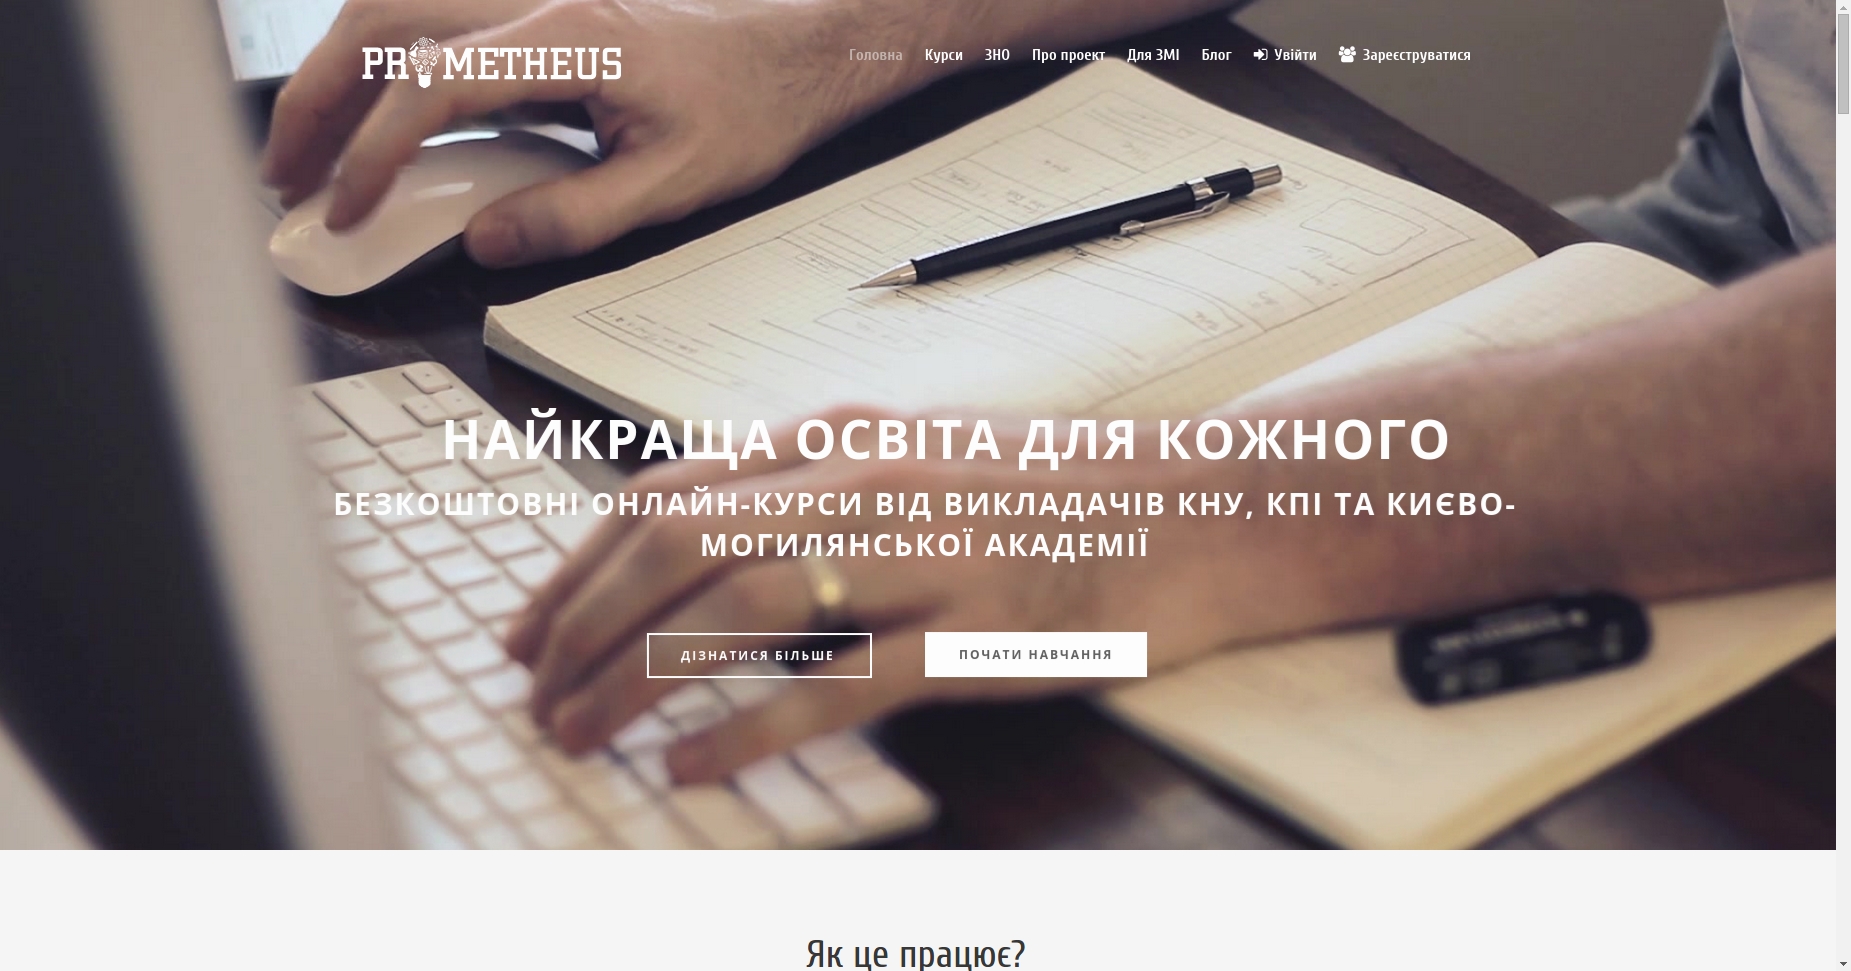 PROMETHEUS
Головна Курси ЗНО Про проект Для ЗМІ Блог Увійти Зареєструватися
НАЙКРАЩА ОСВІТА ДЛЯ КОЖНОГО
БЕЗКОШТОВНІ ОНЛАЙН-КУРСИ ВІД ВИКЛАДАЧІВ КНУ, КПІ ТА КИЄВО-
МОГИЛЯНСЬКОЇ АКАДЕМІЇ
ДІЗНАТИСЯ БІЛЬШЕ ПОЧАТИ НАВЧАННЯ
Як це працює?